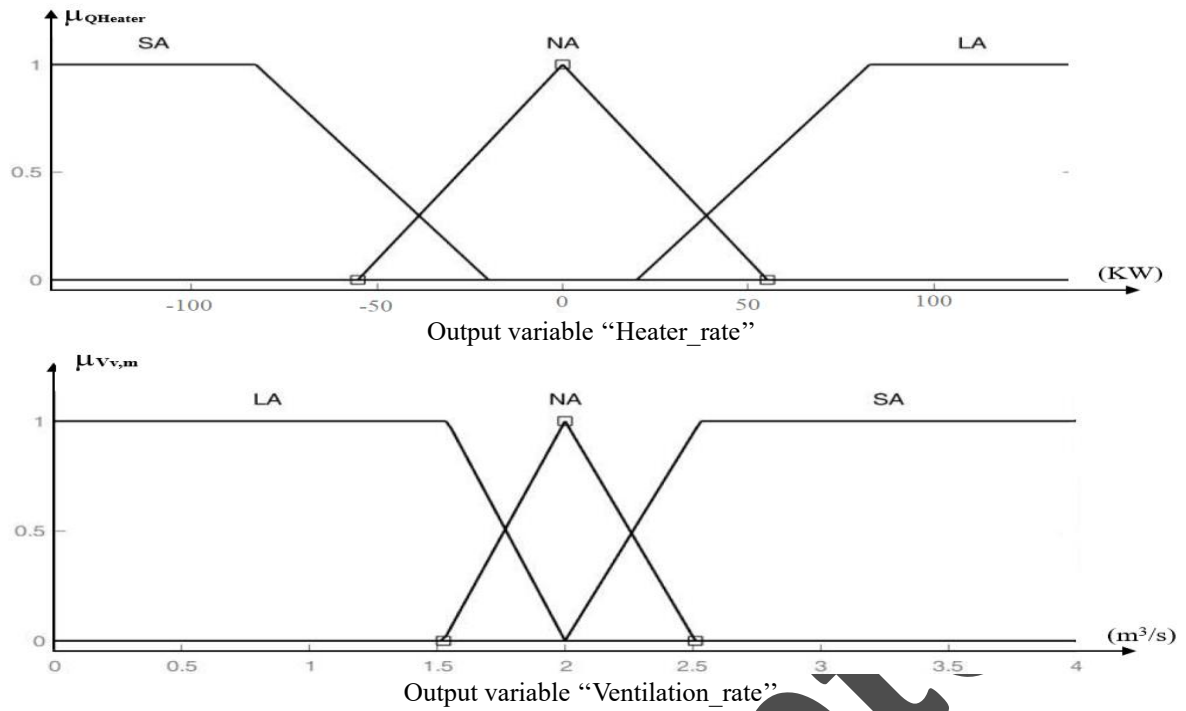 μQHeater
SA NA LA
1
0.5
0
(KW)
-100 -50 0 50 100
Output variable “Heater_rate”
μVv,m
LA NA SA
1
0.5
0
(m³/s)
0 0.5 1 1.5 2 2.5 3 3.5 4
Output variable “Ventilation_rate”